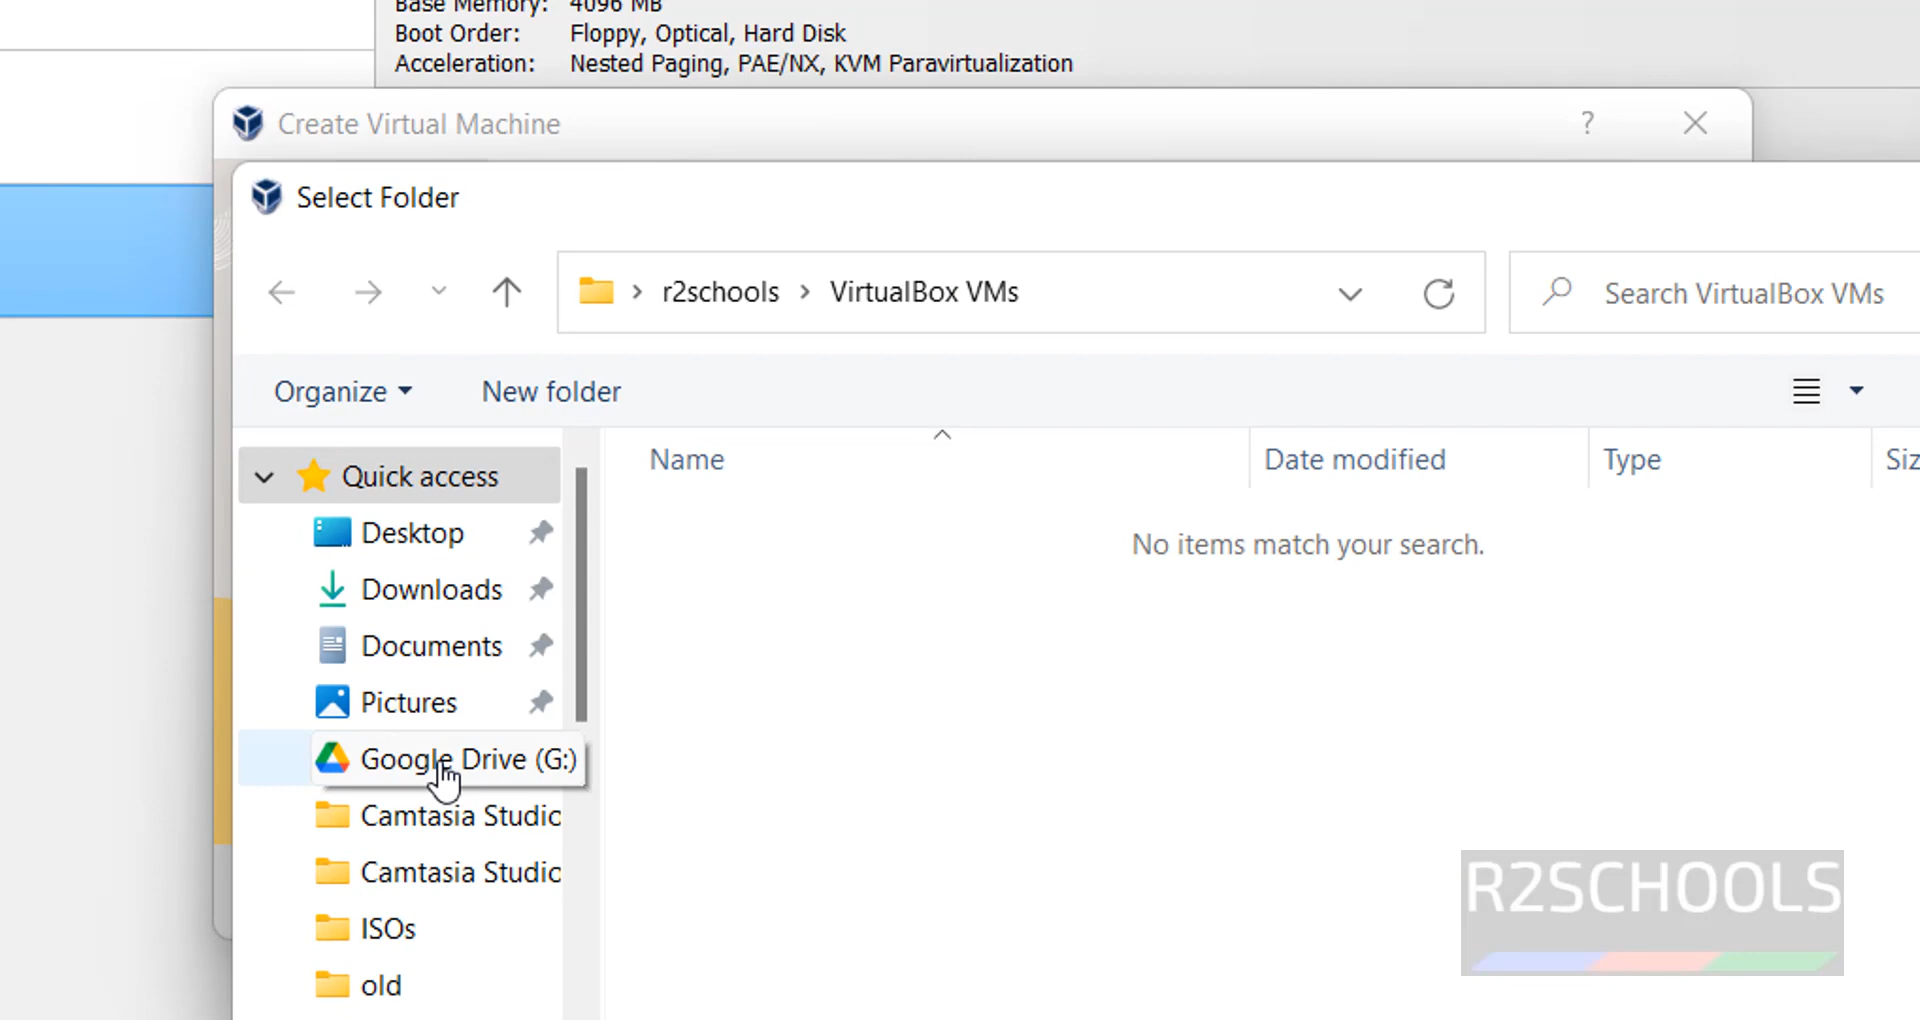 Base Memory: 4096 MB
Boot Order: Floppy, Optical, Hard Disk
Acceleration: Nested Paging, PAE/NX, KVM Paravirtualization
Create Virtual Machine ?
Select Folder
r2schools VirtualBox VMs
Search VirtualBox VMs
Organize New folder
Name Date modified Type Siz
Quick access
Desktop
No items match your search.
Downloads
Documents
Pictures
Google Drive (G:)
Camtasia Studio
Camtasia Studio
ISOs
old
R2SCHOOLS